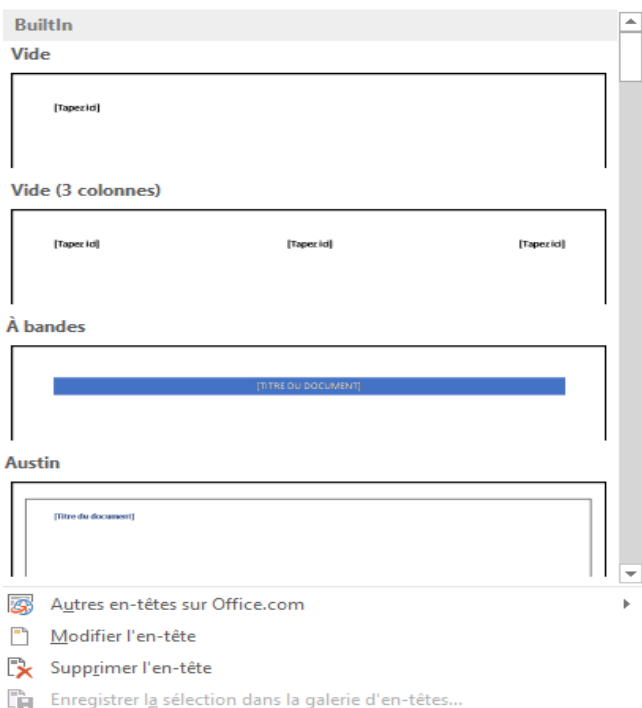 BuiltIn
Vide
[Tapez ici]
Vide (3 colonnes)
[Tapez ici] [Tapez ici] [Tapez ici]
À bandes
[TITRE DU DOCUMENT]
Austin
[Titre du document]
Autres en-têtes sur Office.com
Modifier l'en-tête
Supprimer l'en-tête
Enregistrer la sélection dans la galerie d'en-têtes...